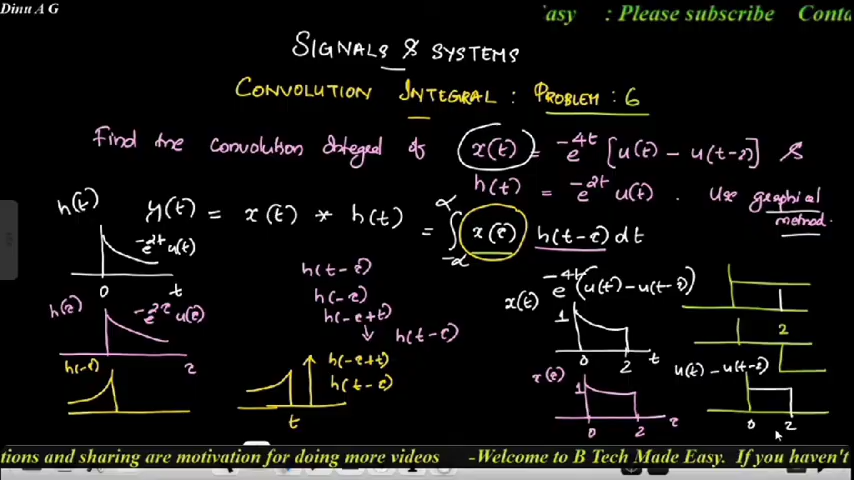 Dinu A G
Easy : Please subscribe Conta
SIGNALS & SYSTEMS
CONVOLUTION INTEGRAL : PROBLEM : 6
Find the convolution Integral of x(t) = e^-4t [u(t) - u(t-2)] &
h(t) = e^-2t u(t). Use graphical method.
y(t) = x(t) * h(t) = ∫_-α^α x(τ) h(t-τ) dτ
h(t)
e^-2t u(t)
0 t
h(τ)
e^-2τ u(τ)
τ
h(-τ)
h(t-τ)
h(-τ)
h(-τ+t)
↓ h(t-τ)
h(-τ+t)
h(t-τ)
t
e^-4t (u(t) - u(t-2))
x(t)
1
0 2 t
x(τ)
1
0 2 τ
2
u(t) - u(t-2)
0 2
tions and sharing are motivation for doing more videos -Welcome to B Tech Made Easy. If you haven't